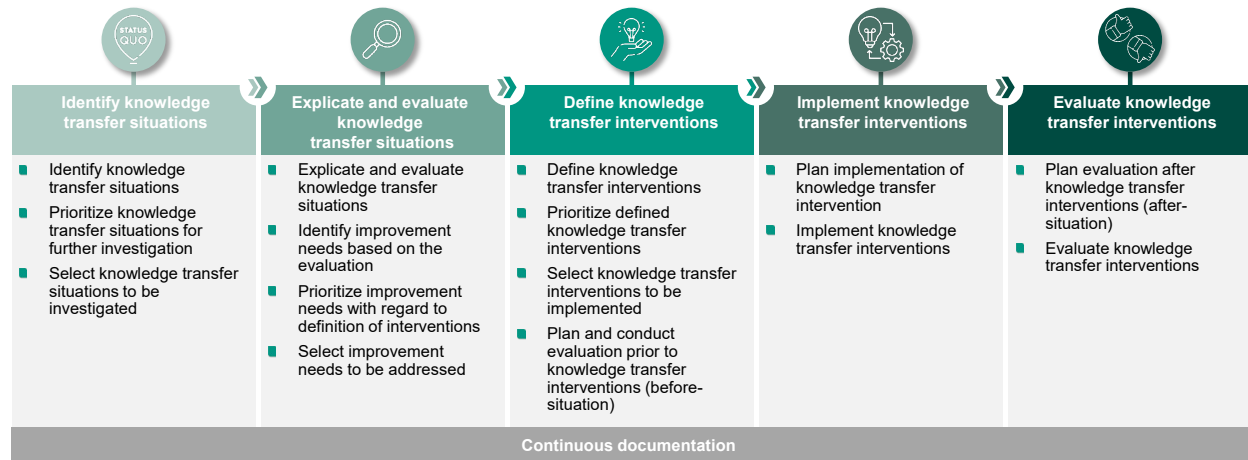 STATUS
QUO
Identify knowledge
transfer situations
Identify knowledge
transfer situations
Prioritize knowledge
transfer situations for
further investigation
Select knowledge transfer
situations to be
investigated
Explicate and evaluate
knowledge
transfer situations
Explicate and evaluate
knowledge transfer
situations
Identify improvement
needs based on the
evaluation
Prioritize improvement
needs with regard to
definition of interventions
Select improvement
needs to be addressed
Define knowledge
transfer interventions
Define knowledge
transfer interventions
Prioritize defined
knowledge transfer
interventions
Select knowledge transfer
interventions to be
implemented
Plan and conduct
evaluation prior to
knowledge transfer
interventions (before-
situation)
Implement knowledge
transfer interventions
Plan implementation of
knowledge transfer
intervention
Implement knowledge
transfer interventions
Evaluate knowledge
transfer interventions
Plan evaluation after
knowledge transfer
interventions (after-
situation)
Evaluate knowledge
transfer interventions
Continuous documentation